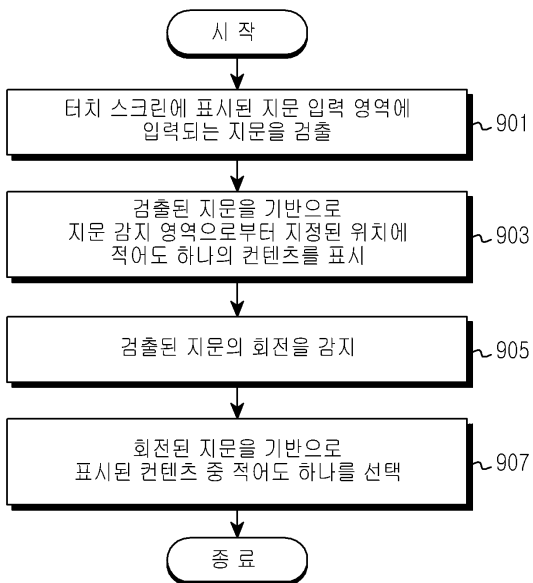 시 작
터치 스크린에 표시된 지문 입력 영역에
입력되는 지문을 검출
901
검출된 지문을 기반으로
지문 감지 영역으로부터 지정된 위치에
적어도 하나의 컨텐츠를 표시
903
검출된 지문의 회전을 감지
905
회전된 지문을 기반으로
표시된 컨텐츠 중 적어도 하나를 선택
907
종 료